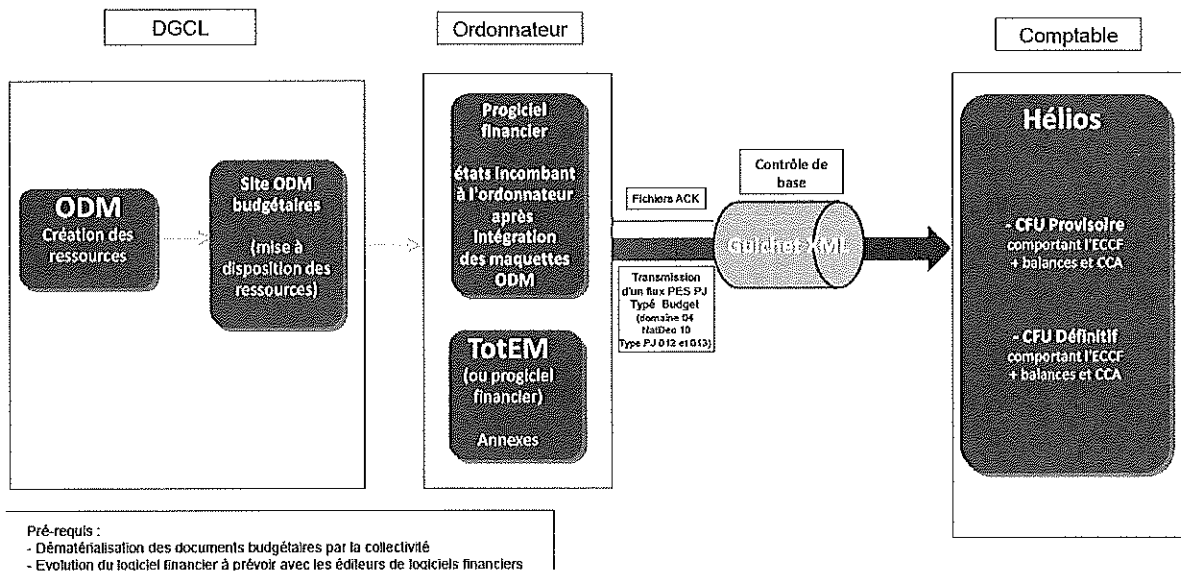 DGCL
Ordonnateur
Comptable
ODM
Création des
ressources
Site ODM
budgétaires
(mise à
disposition des
ressources)
Progiciel
financier
états incombant
à l'ordonnateur
après
Intégration
des maquettes
ODM
TotEM
(ou progiciel
financier)
Annexes
Fichiers ACK
Transmission
d'un flux PES PJ
Typé Budget
(domaine 04
NatDec 10
Type PJ 012 et 013)
Contrôle de
base
Guichet XML
Hélios
- CFU Provisoire
comportant l'ECCF
+ balances et CCA
- CFU Définitif
comportant l'ECCF
+ balances et CCA
Pré-requis :
- Dématérialisation des documents budgétaires par la collectivité
- Evolution du logiciel financier à prévoir avec les éditeurs de logiciels financiers